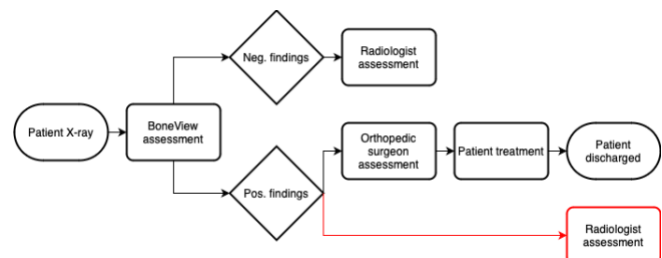 Neg. findings
Radiologist
assessment
Patient X-ray
BoneView
assessment
Orthopedic
surgeon
assessment
Patient treatment
Patient
discharged
Pos. findings
Radiologist
assessment